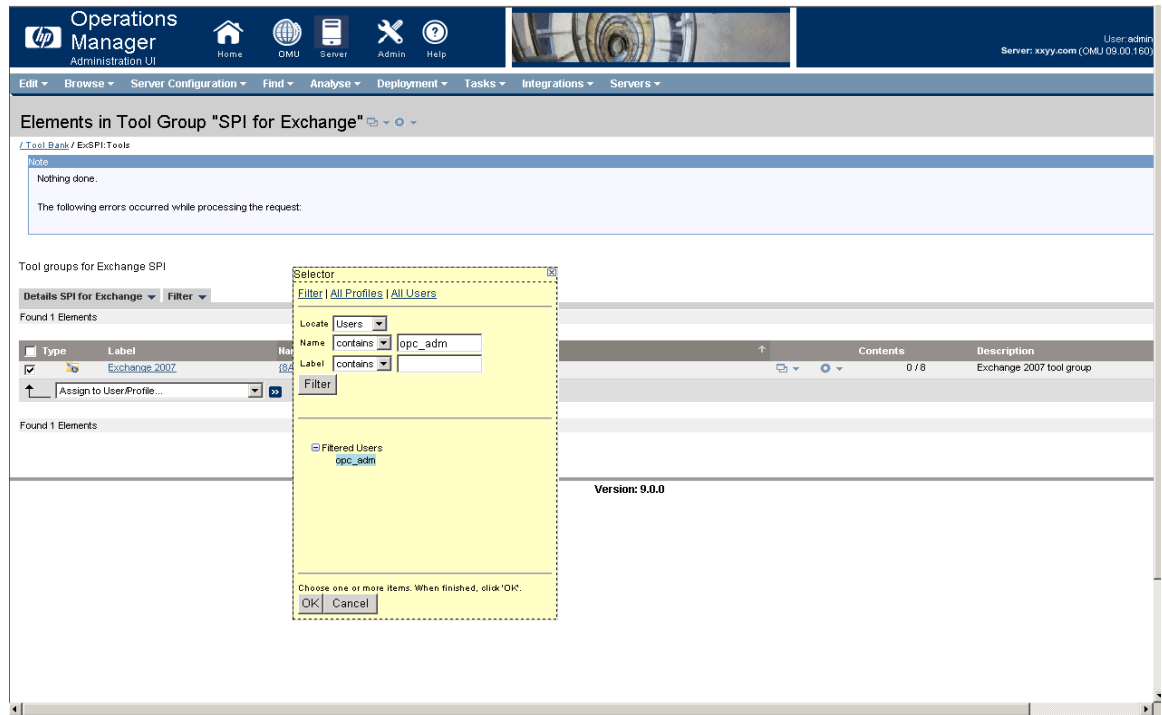 hp
Operations
Manager
Administration UI
Home
OMU
Server
Admin
Help
User:admin
Server: xxyy.com (OMU 09.00.160)
Edit Browse Server Configuration Find Analyse Deployment Tasks Integrations Servers
Elements in Tool Group "SPI for Exchange"
/ Tool Bank / ExSPI:Tools
Note
Nothing done.
The following errors occurred while processing the request:
Tool groups for Exchange SPI
Details SPI for Exchange Filter
Found 1 Elements
Type Label Contents Description
Exchange 2007 0 / 8 Exchange 2007 tool group
Assign to User/Profile...
Found 1 Elements
Version: 9.0.0
Selector
Filter | All Profiles | All Users
Locate Users
Name contains opc_adm
Label contains
Filter
Filtered Users
opc_adm
Choose one or more items. When finished, click 'OK'.
OK Cancel